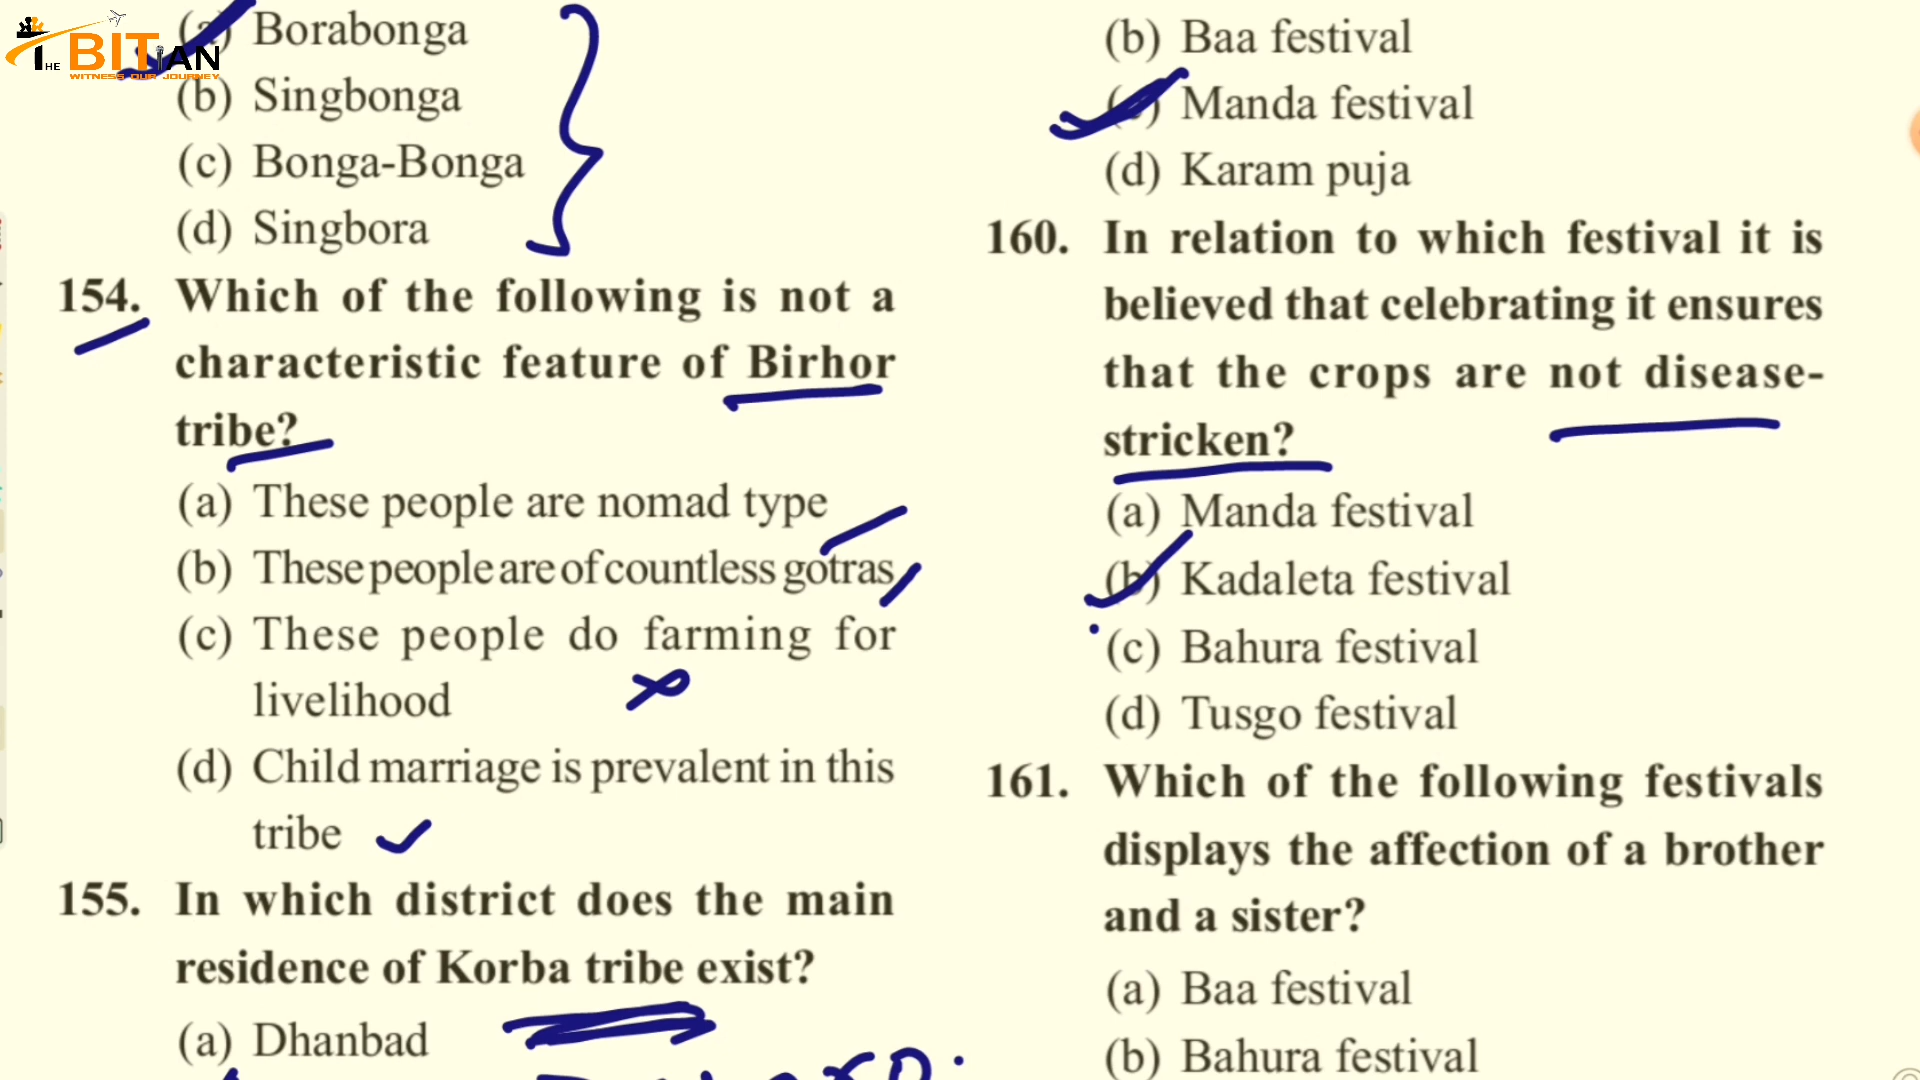 THE BITIAN
WITNESS OUR JOURNEY
(a) Borabonga
(b) Singbonga
(c) Bonga-Bonga
(d) Singbora
154. Which of the following is not a
characteristic feature of Birhor
tribe?
(a) These people are nomad type
(b) These people are of countless gotras
(c) These people do farming for
livelihood
(d) Child marriage is prevalent in this
tribe
155. In which district does the main
residence of Korba tribe exist?
(a) Dhanbad
(b) Baa festival
(c) Manda festival
(d) Karam puja
160. In relation to which festival it is
believed that celebrating it ensures
that the crops are not disease-
stricken?
(a) Manda festival
(b) Kadaleta festival
(c) Bahura festival
(d) Tusgo festival
161. Which of the following festivals
displays the affection of a brother
and a sister?
(a) Baa festival
(b) Bahura festival